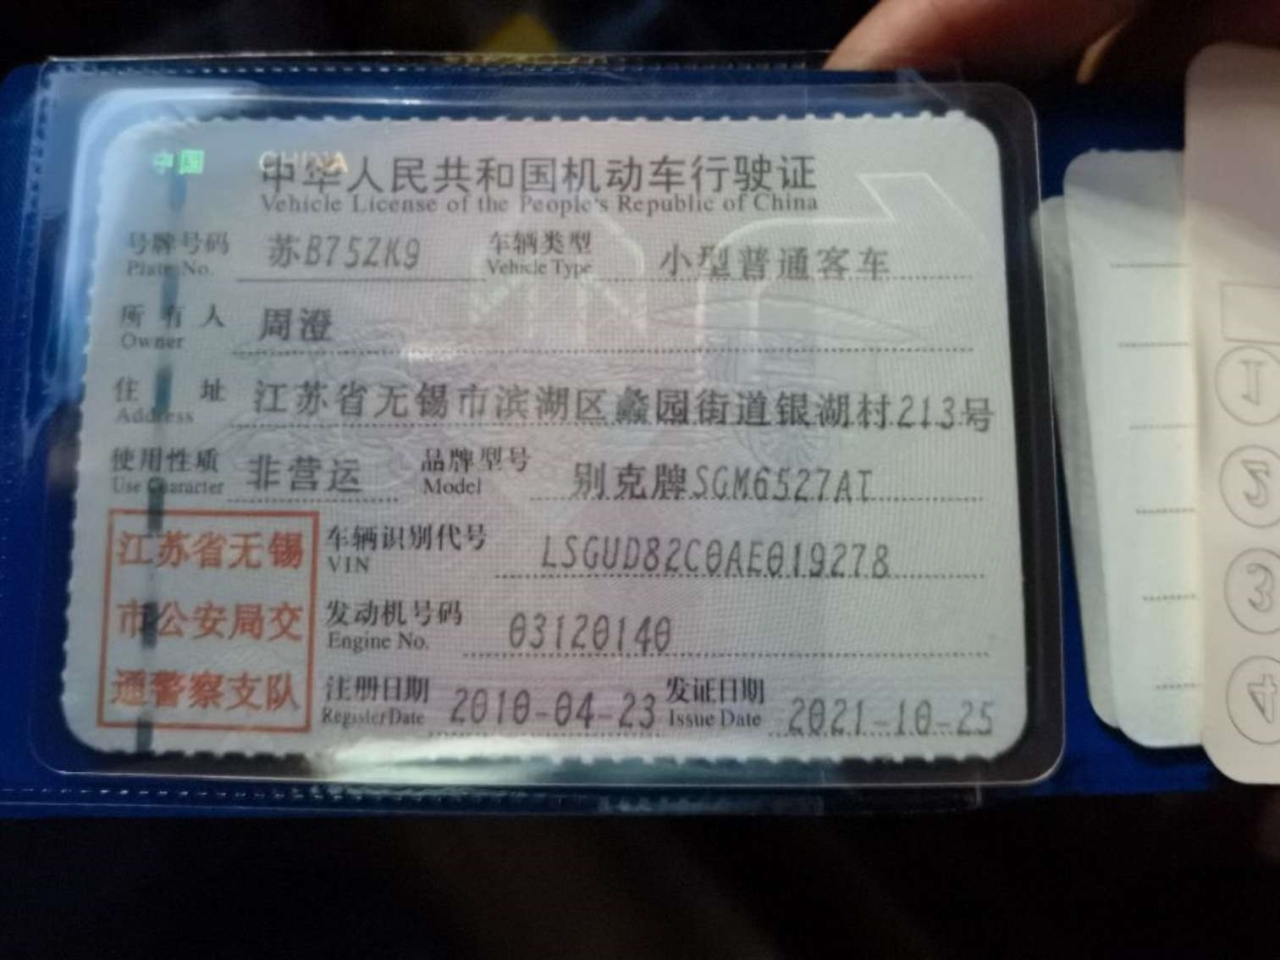 中国 CHINA
中华人民共和国机动车行驶证
Vehicle License of the People's Republic of China
号牌号码 苏B75ZK9 车辆类型 小型普通客车
Plate No. Vehicle Type
所有人 周澄
Owner
住址 江苏省无锡市滨湖区蠡园街道银湖村213号
Address
使用性质 非营运 品牌型号 别克牌SGM6527AT
Use Character Model
江苏省无锡
市公安局交
通警察支队
车辆识别代号 LSGUD82C0AE019278
VIN
发动机号码 03120140
Engine No.
注册日期 2010-04-23 发证日期 2021-10-25
Register Date Issue Date
1
5
3
4